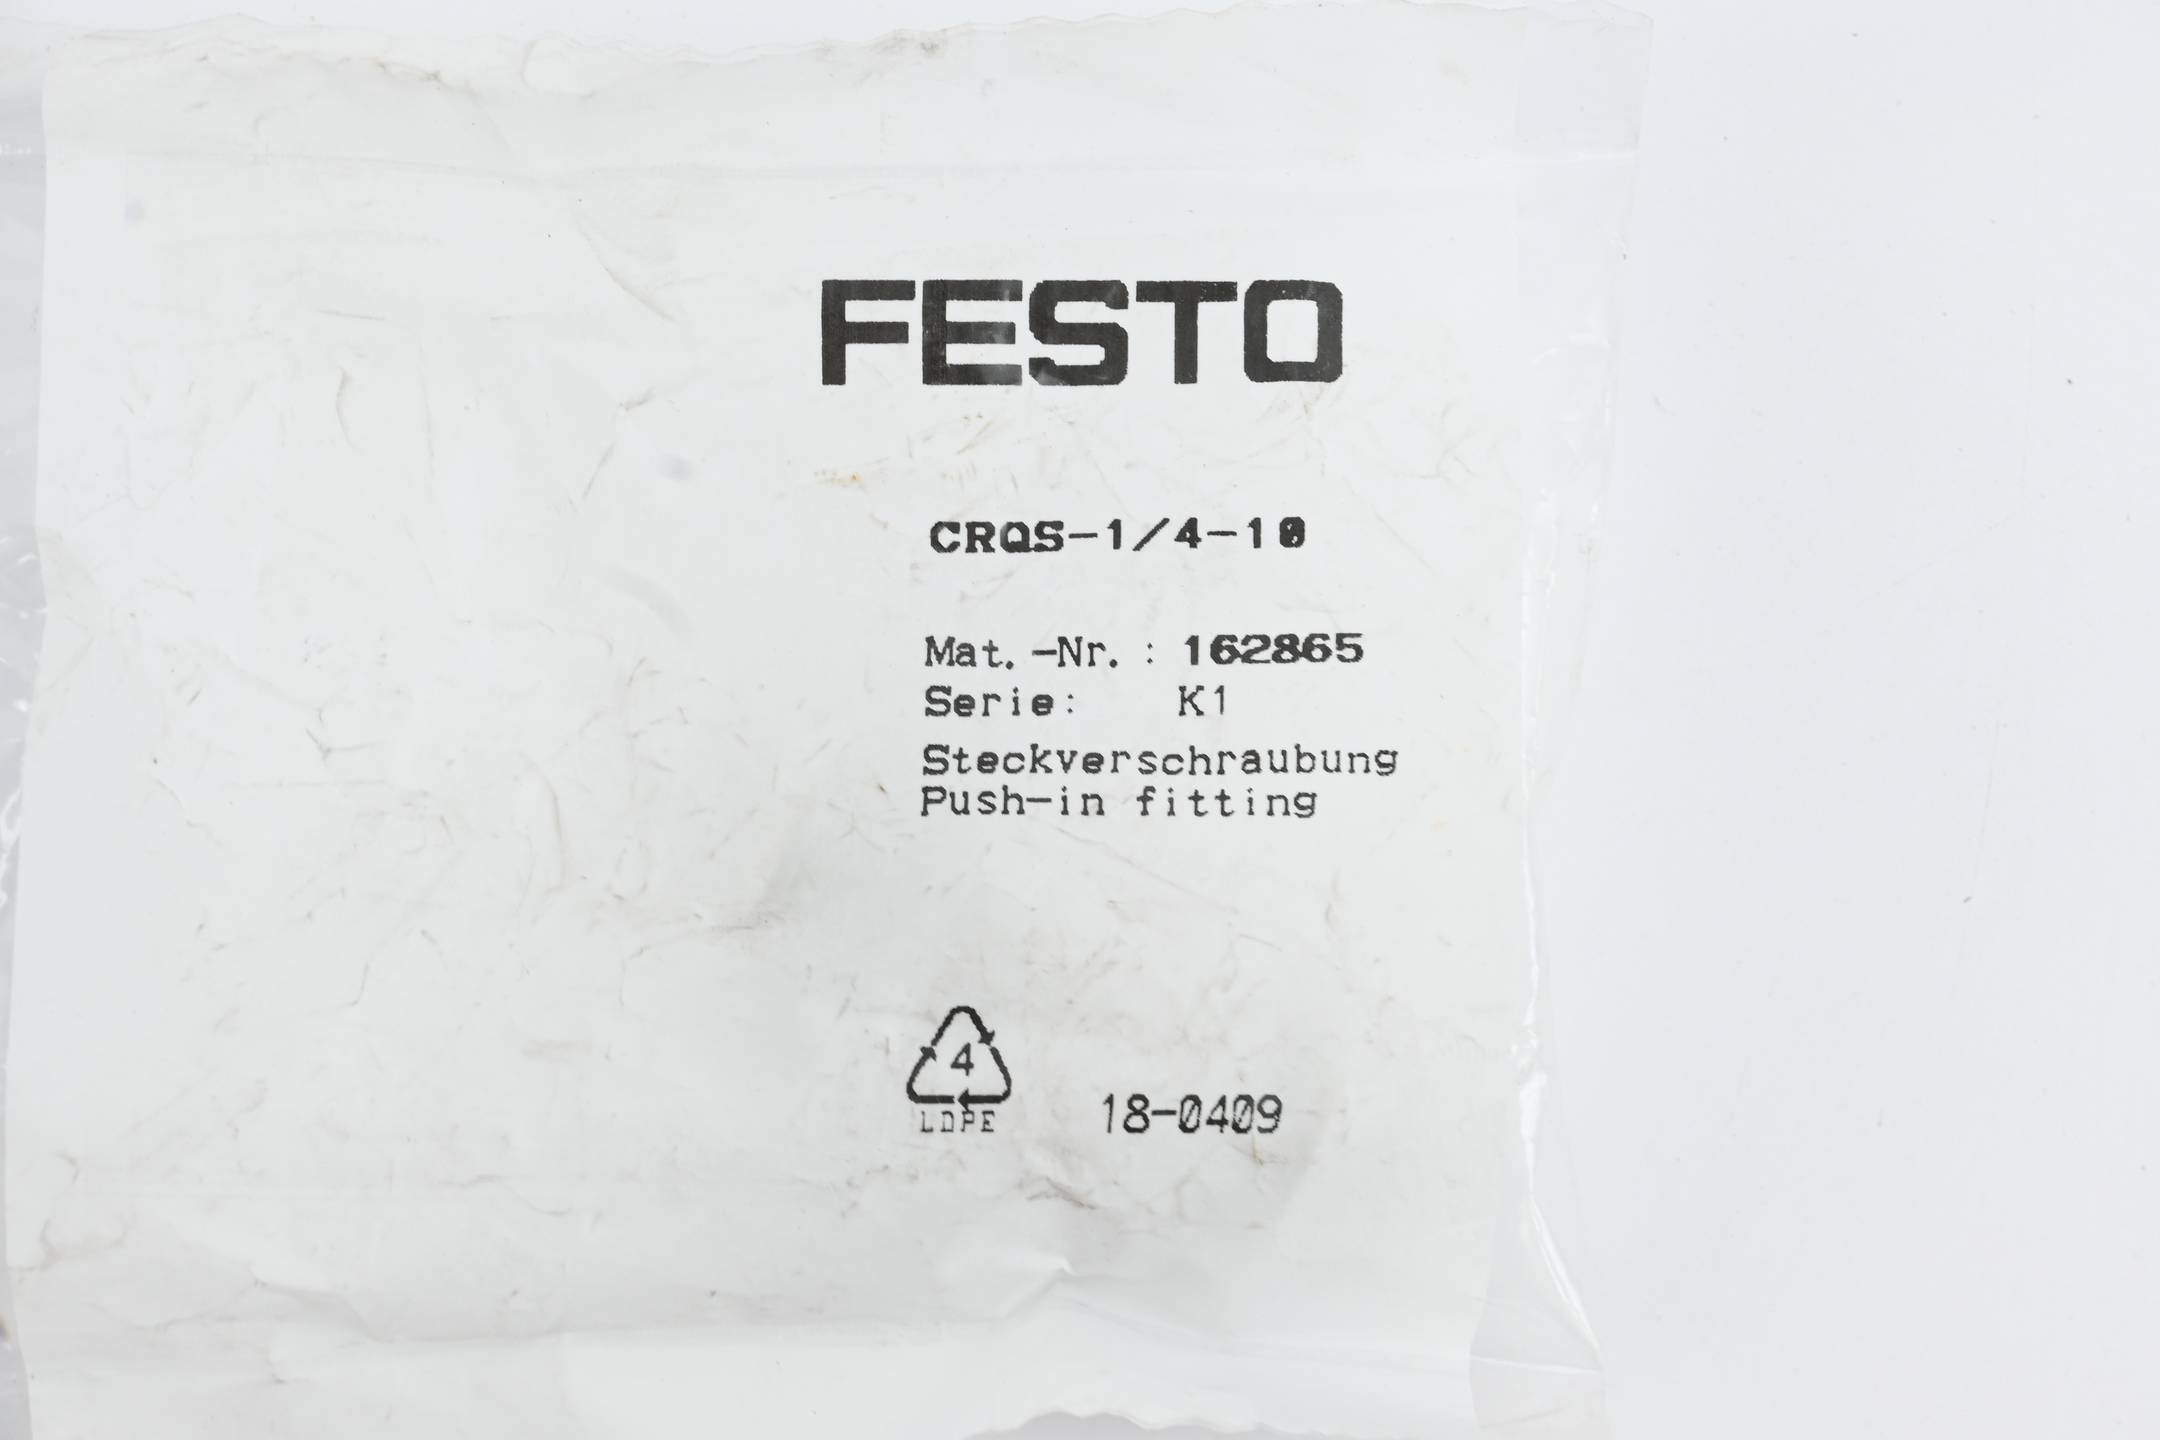 FESTO
CRQS-1/4-10
Mat.-Nr.: 162865
Serie: K1
Steckverschraubung
Push-in fitting
4
LDPE
18-0409